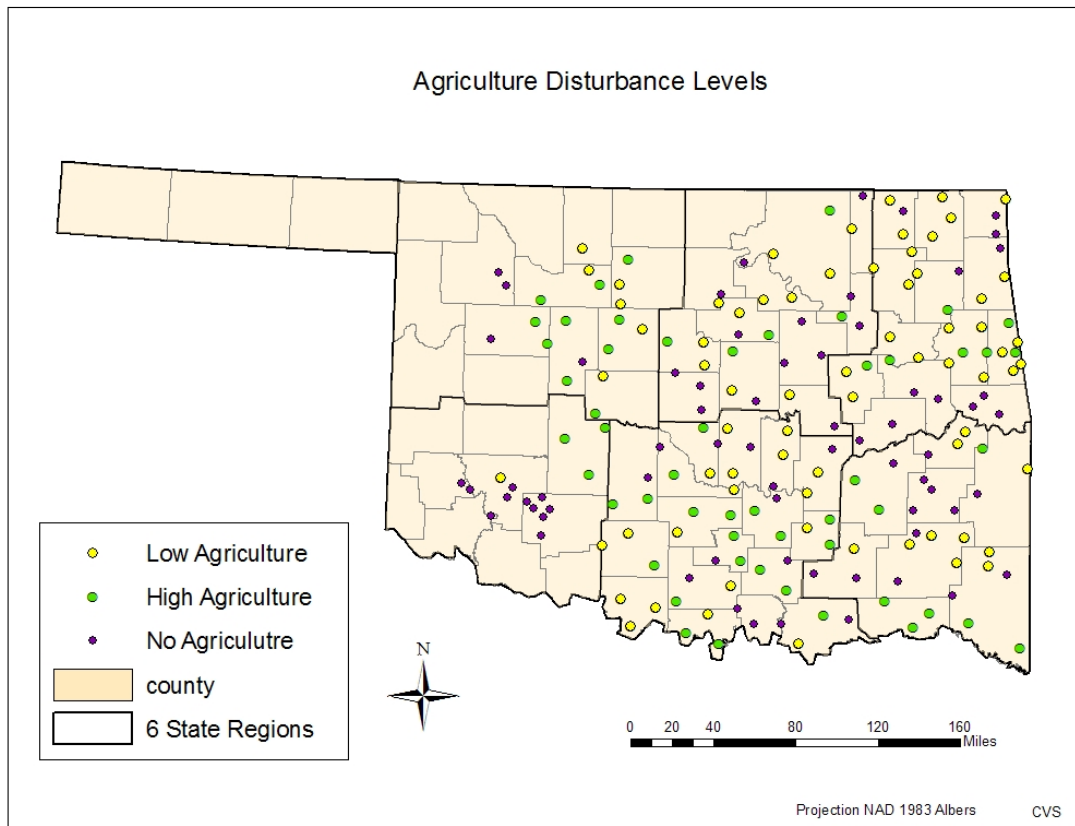 Agriculture Disturbance Levels
Low Agriculture
High Agriculture
No Agriculutre
county
6 State Regions
N
0 20 40 80 120 160
Miles
Projection NAD 1983 Albers CVS